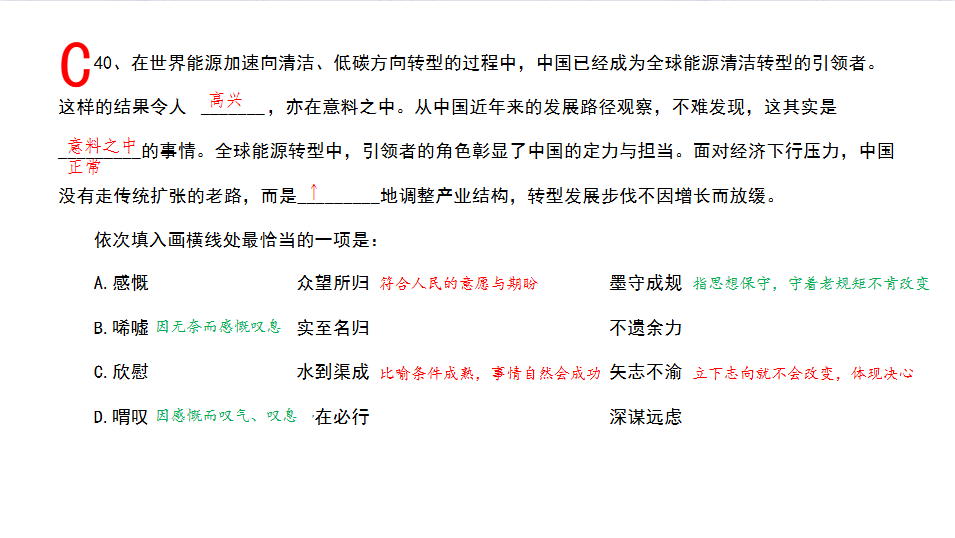 C
40、在世界能源加速向清洁、低碳方向转型的过程中，中国已经成为全球能源清洁转型的引领者。
高兴
这样的结果令人 _______，亦在意料之中。从中国近年来的发展路径观察，不难发现，这其实是
意料之中
_________的事情。全球能源转型中，引领者的角色彰显了中国的定力与担当。面对经济下行压力，中国
正常
没有走传统扩张的老路，而是_________地调整产业结构，转型发展步伐不因增长而放缓。
↑
依次填入画横线处最恰当的一项是：
A.感慨 众望所归 符合人民的意愿与期盼 墨守成规 指思想保守，守着老规矩不肯改变
B.唏嘘 因无奈而感慨叹息 实至名归 不遗余力
C.欣慰 水到渠成 比喻条件成熟，事情自然会成功 矢志不渝 立下志向就不会改变，体现决心
D.喟叹 因感慨而叹气、叹息 在必行 深谋远虑